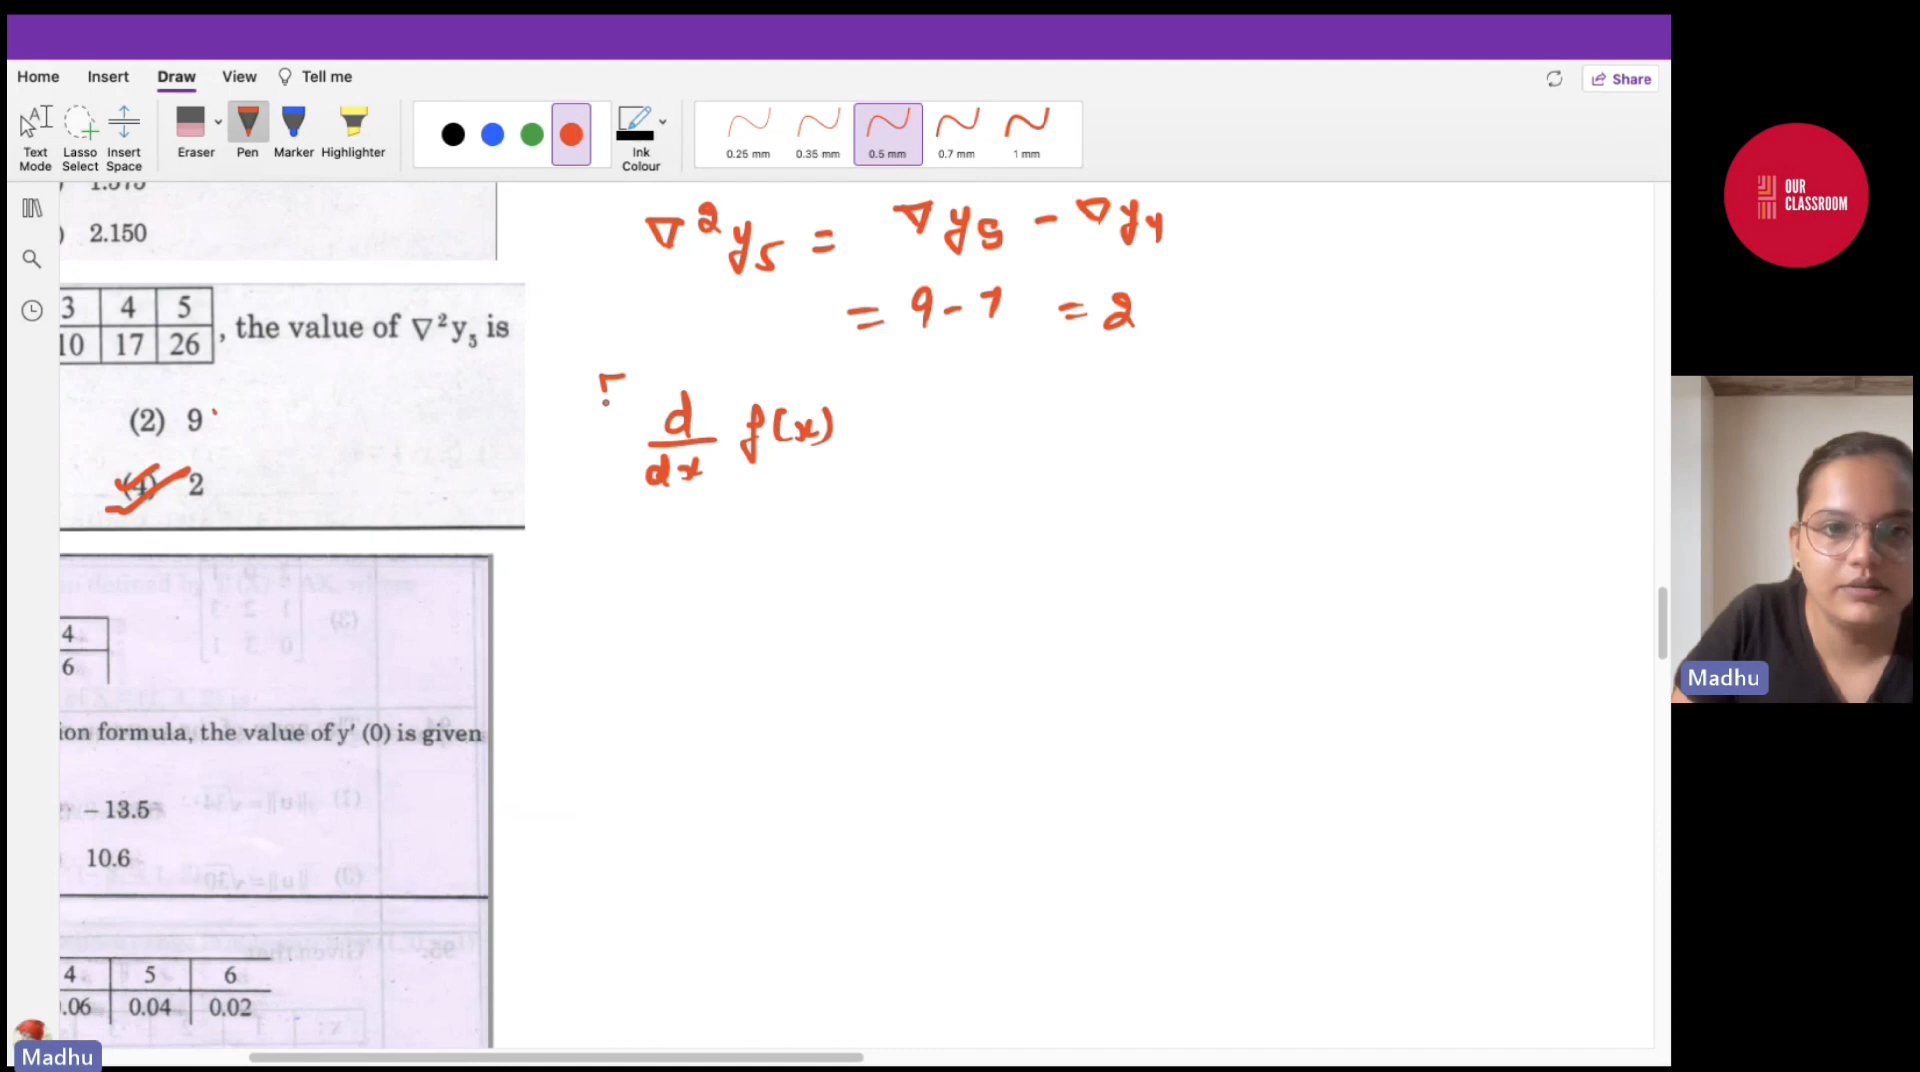 Home Insert Draw View Tell me
Share
Text Mode
Lasso Select
Insert Space
Eraser
Pen
Marker
Highlighter
Ink Colour
0.25 mm
0.35 mm
0.5 mm
0.7 mm
1 mm
OUR CLASSROOM
) 2.150
∇²y5 = ∇y5 - ∇y4
= 9 - 7 = 2
3 4 5
10 17 26
, the value of ∇²y5 is
(2) 9
(4) 2
d/dx f(x)
4
6
ion formula, the value of y′ (0) is given
– 13.5
10.6
4 5 6
.06 0.04 0.02
Madhu
Madhu